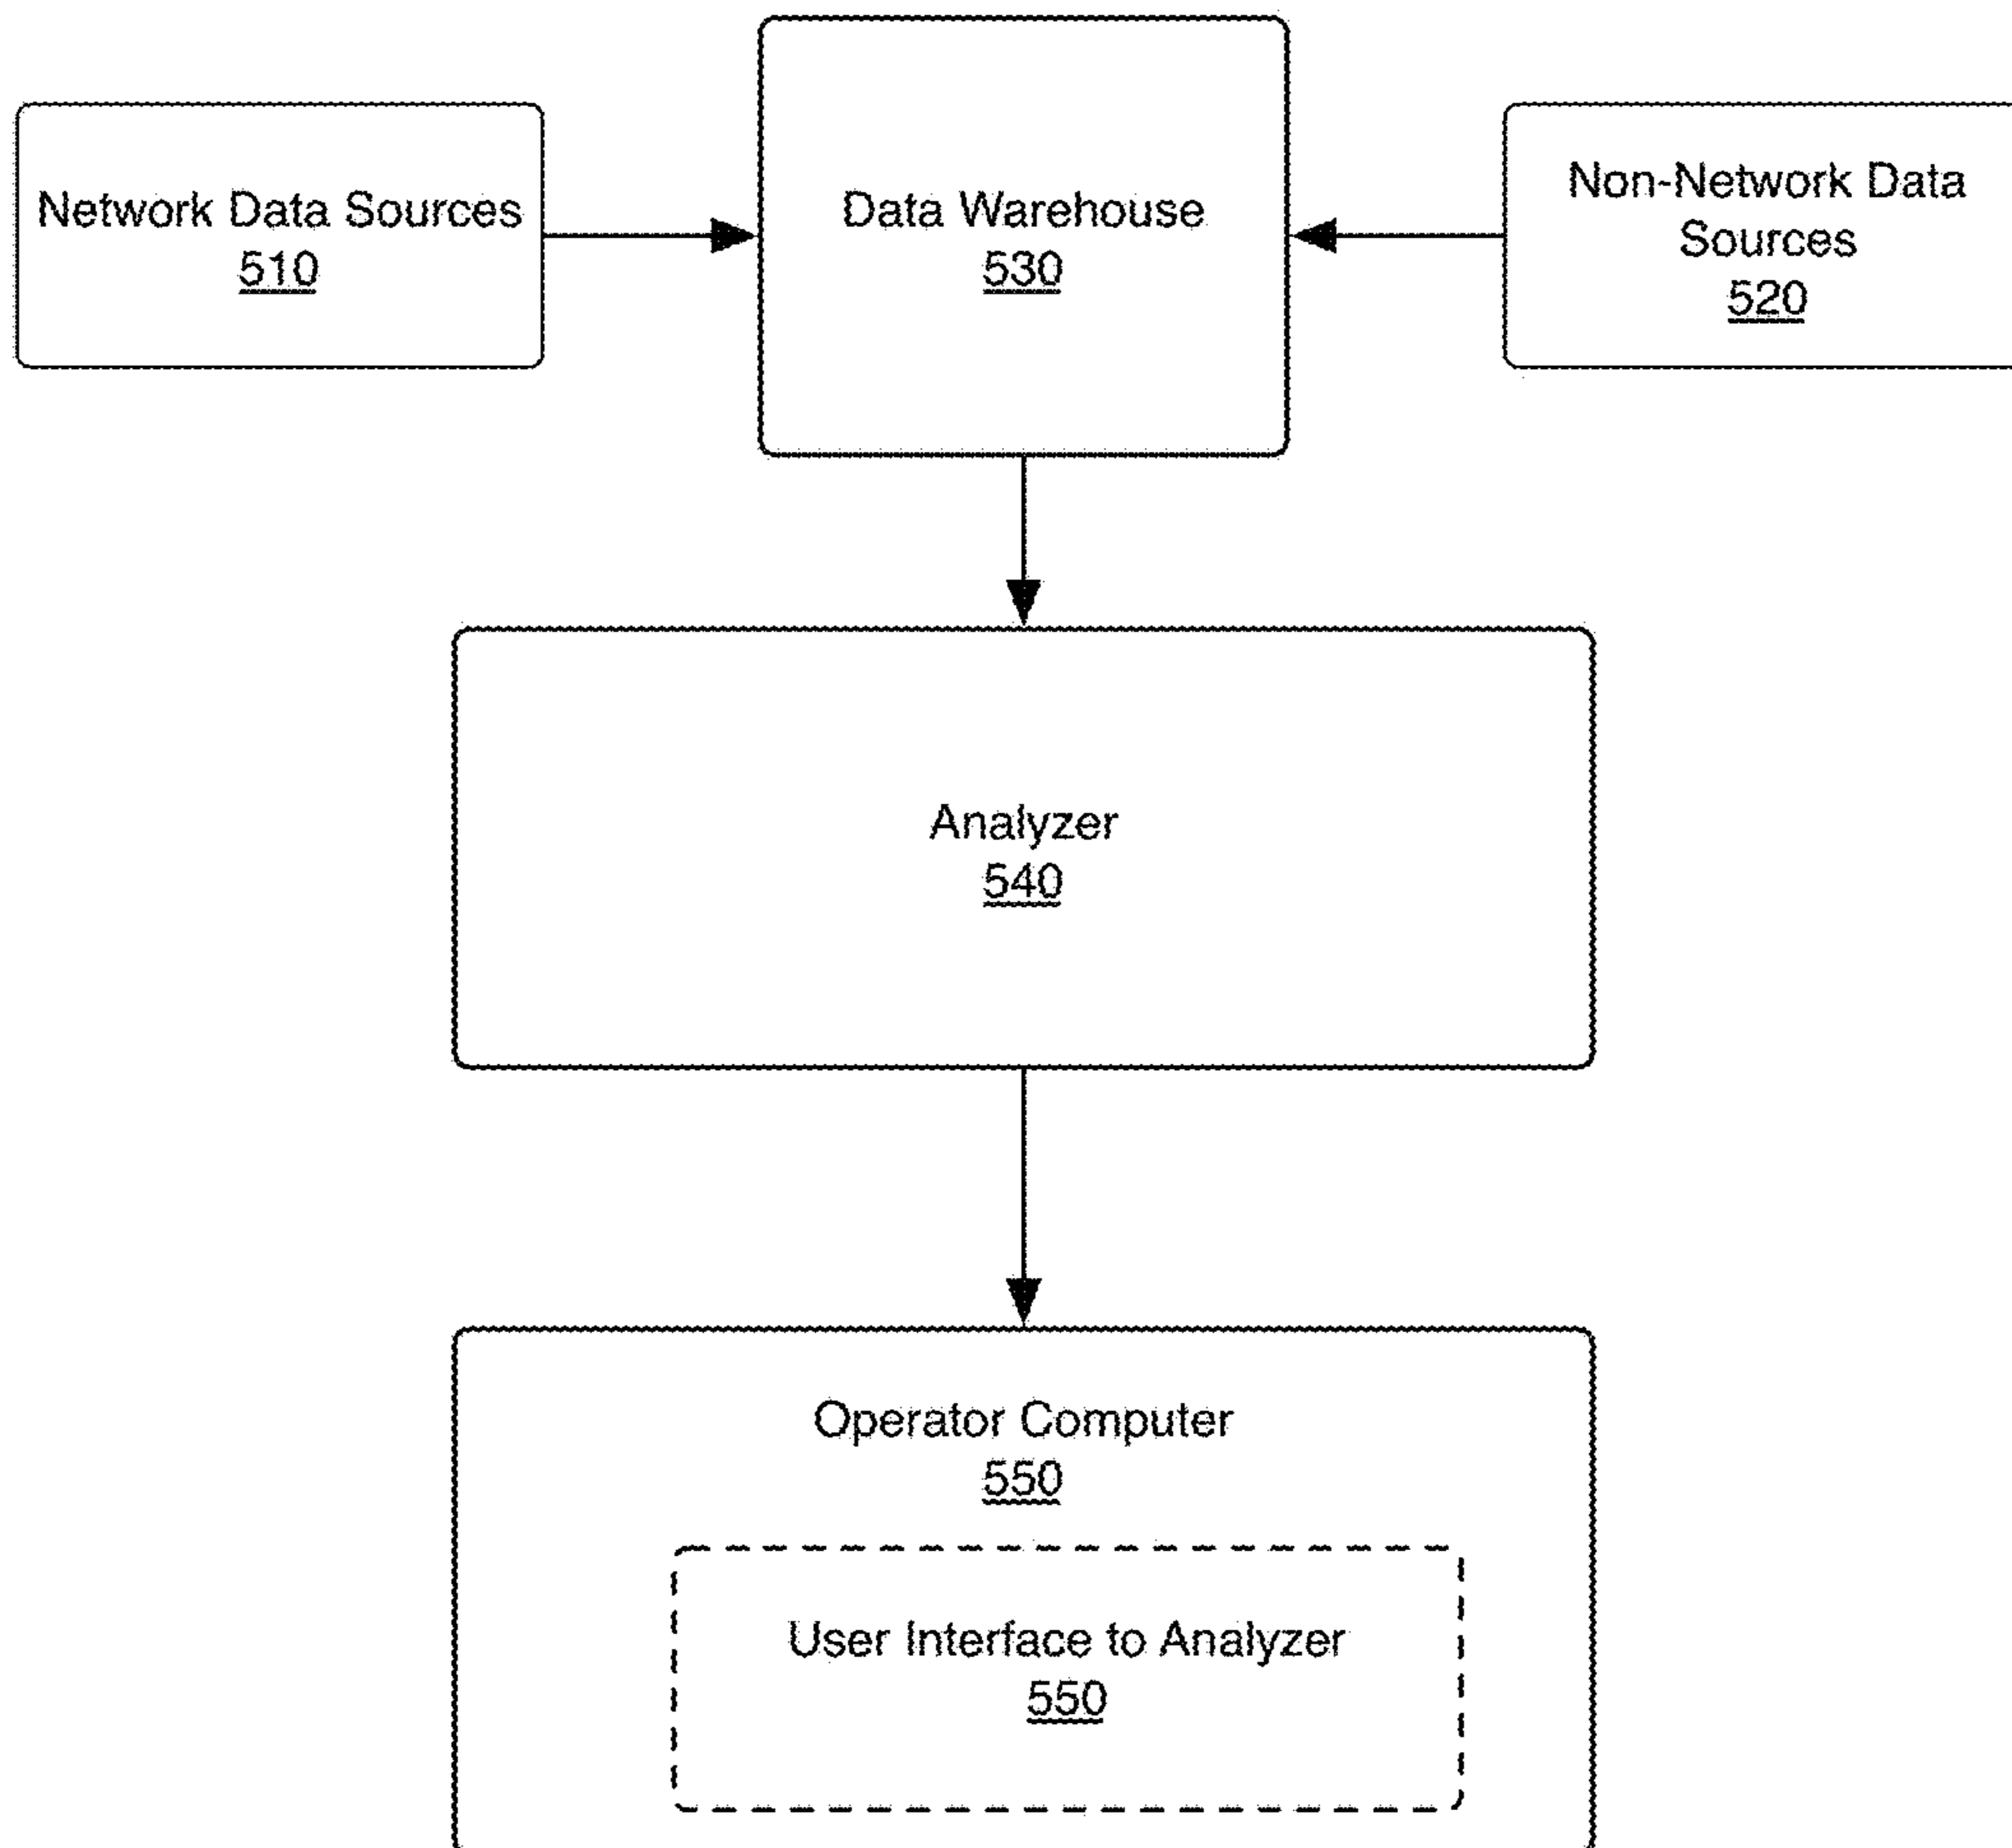 Network Data Sources
510
Data Warehouse
530
Non-Network Data
Sources
520
Analyzer
540
Operator Computer
550
User Interface to Analyzer
550